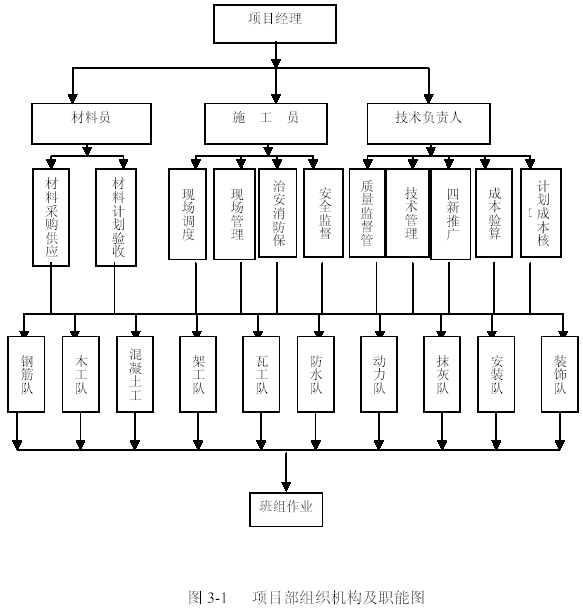 项目经理
材料员
施 工 员
技术负责人
材料采购供应
材料计划验收
现场调度
现场管理
治安消防保
安全监督
质量监督管
技术管理
四新推广
成本验算
计划成本核
钢筋队
木工队
混凝土工
架工队
瓦工队
防水队
动力队
抹灰队
安装队
装饰队
班组作业
图 3-1 项目部组织机构及职能图